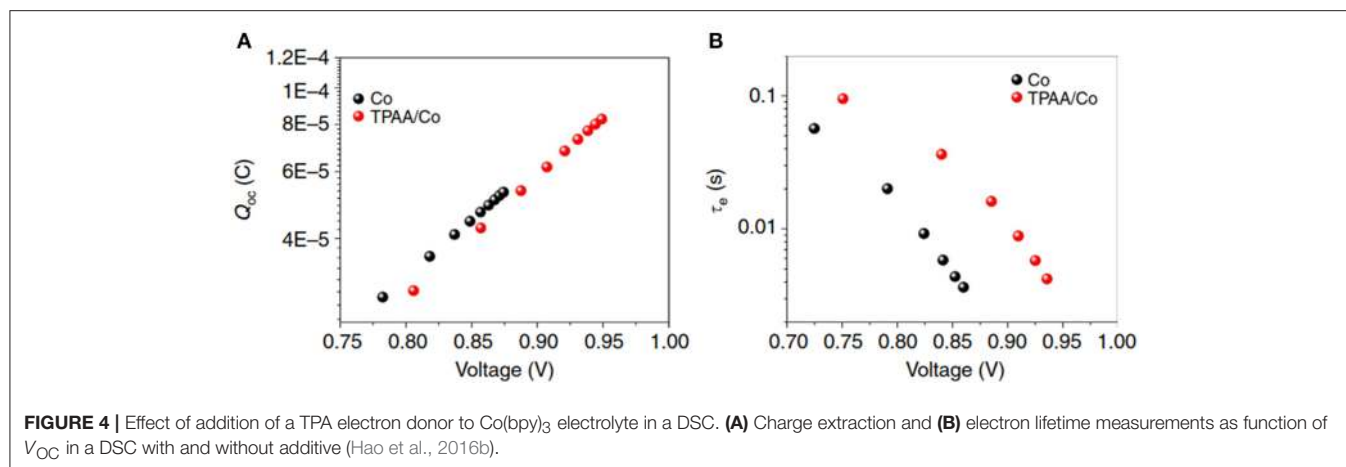 A
1.2E–4
1E–4
8E–5
6E–5
4E–5
Q_oc (C)
Co
TPAA/Co
0.75 0.80 0.85 0.90 0.95 1.00
Voltage (V)
B
0.1
0.01
τ_e (s)
Co
TPAA/Co
0.70 0.75 0.80 0.85 0.90 0.95 1.00
Voltage (V)
FIGURE 4 | Effect of addition of a TPA electron donor to Co(bpy)3 electrolyte in a DSC. (A) Charge extraction and (B) electron lifetime measurements as function of
VOC in a DSC with and without additive (Hao et al., 2016b).